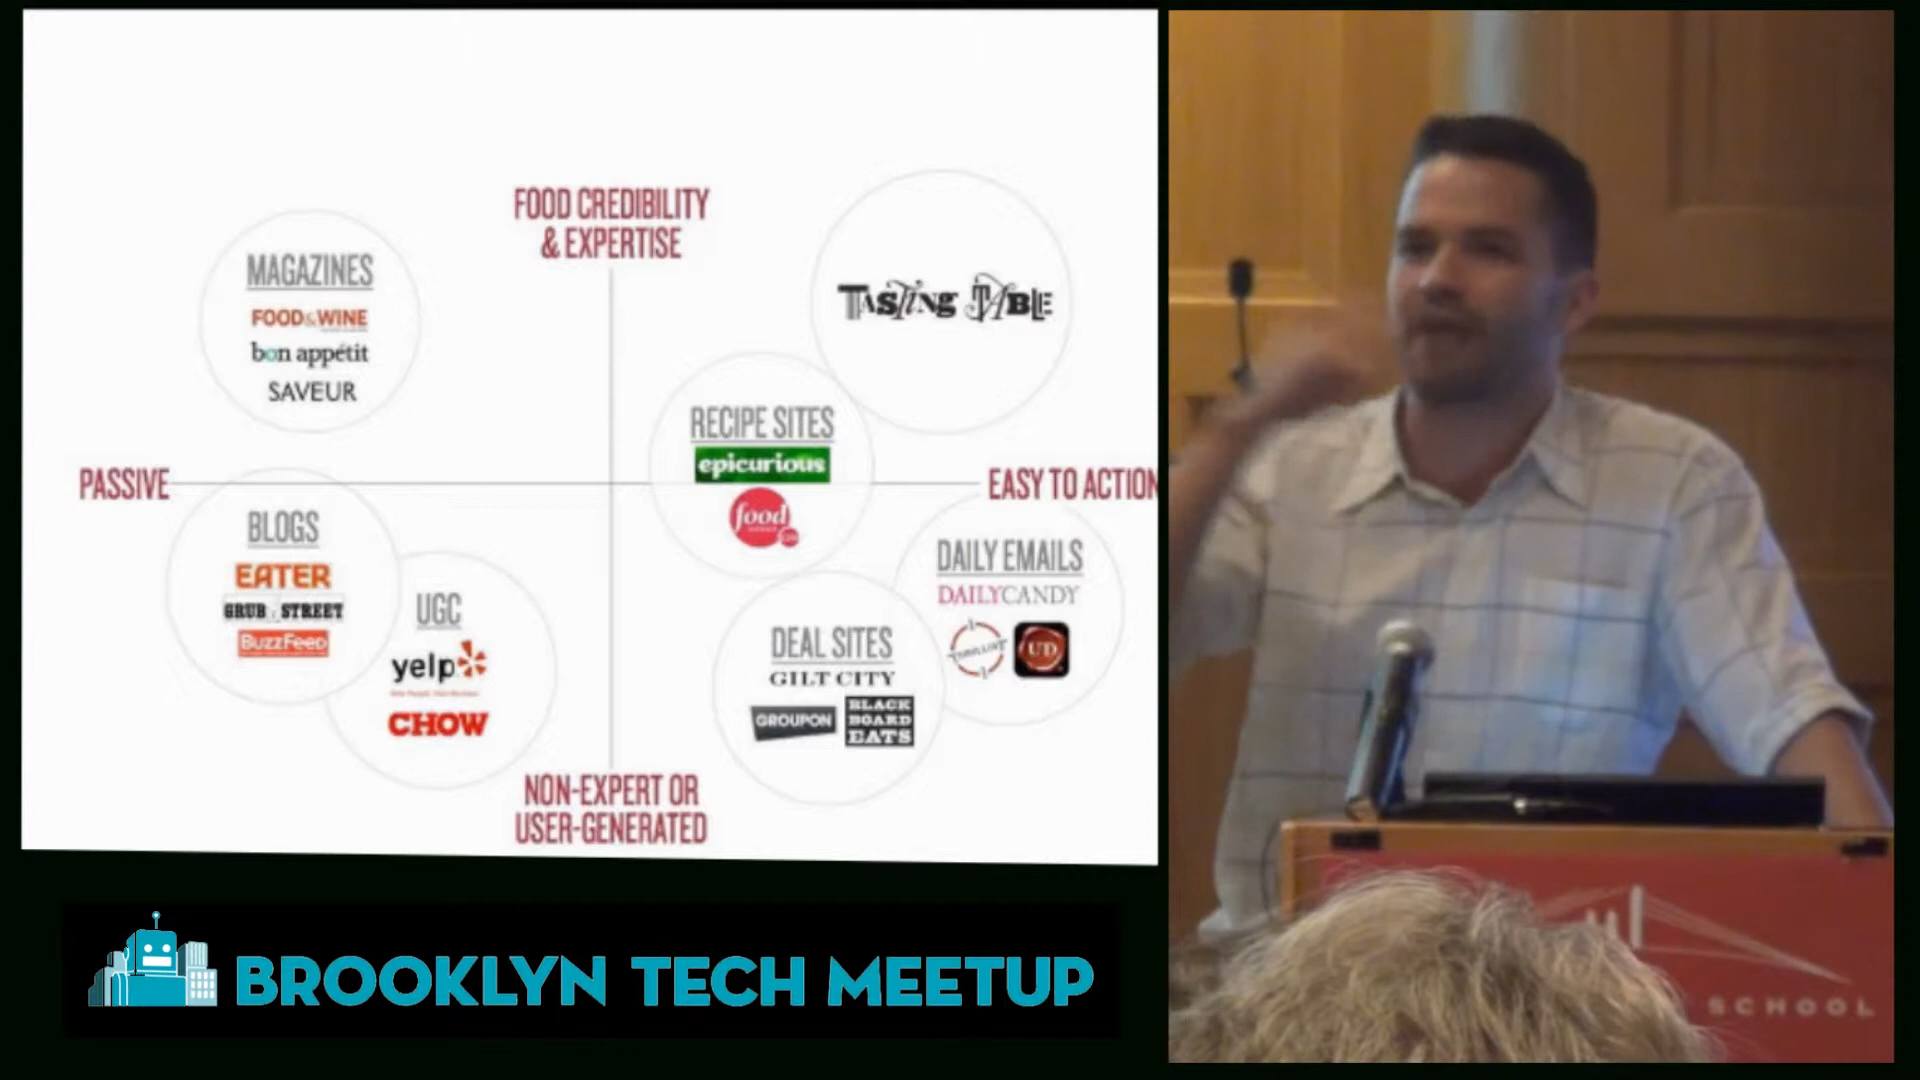 FOOD CREDIBILITY
& EXPERTISE
MAGAZINES
FOOD&WINE
bon appétit
SAVEUR
TASTING TABLE
RECIPE SITES
epicurious
food
PASSIVE
EASY TO ACTION
BLOGS
EATER
GRUB STREET
BuzzFeed
UGC
yelp
CHOW
DAILY EMAILS
DAILYCANDY
THRILLIST
UD
DEAL SITES
GILT CITY
GROUPON
BLACK
BOARD
EATS
NON-EXPERT OR
USER-GENERATED
BROOKLYN TECH MEETUP
SCHOOL